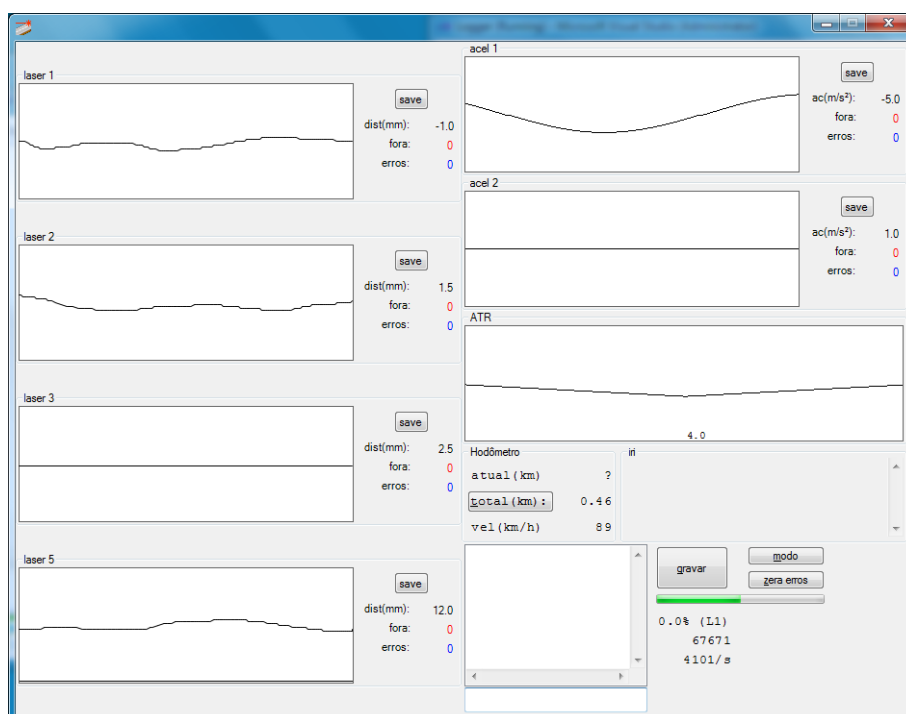 laser 1
save
dist(mm): -1.0
fora: 0
erros: 0
laser 2
save
dist(mm): 1.5
fora: 0
erros: 0
laser 3
save
dist(mm): 2.5
fora: 0
erros: 0
laser 5
save
dist(mm): 12.0
fora: 0
erros: 0
acel 1
save
ac(m/s²): -5.0
fora: 0
erros: 0
acel 2
save
ac(m/s²): 1.0
fora: 0
erros: 0
ATR
4.0
Hodômetro
atual(km) ?
total(km): 0.46
vel(km/h) 89
iri
gravar
modo
zera erros
0.0% (L1)
67671
4101/s